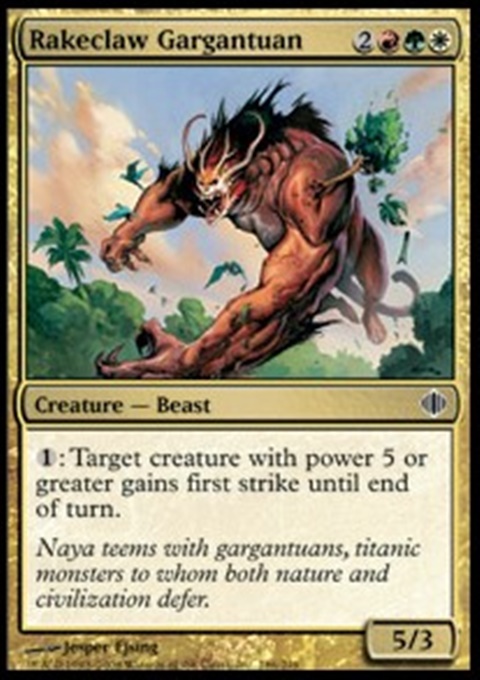 Rakeclaw Gargantuan 2
Creature — Beast
1: Target creature with power 5 or
greater gains first strike until end
of turn.
Naya teems with gargantuans, titanic
monsters to whom both nature and
civilization defer.
Jesper Ejsing
5/3